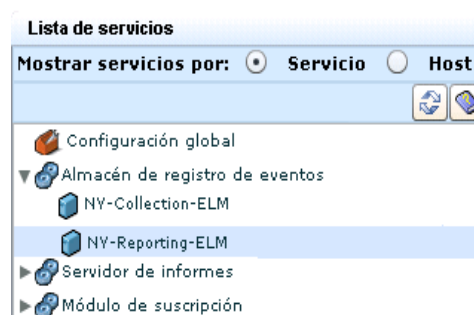 Lista de servicios
Mostrar servicios por: Servicio Host
Configuración global
Almacén de registro de eventos
NY-Collection-ELM
NY-Reporting-ELM
Servidor de informes
Módulo de suscripción